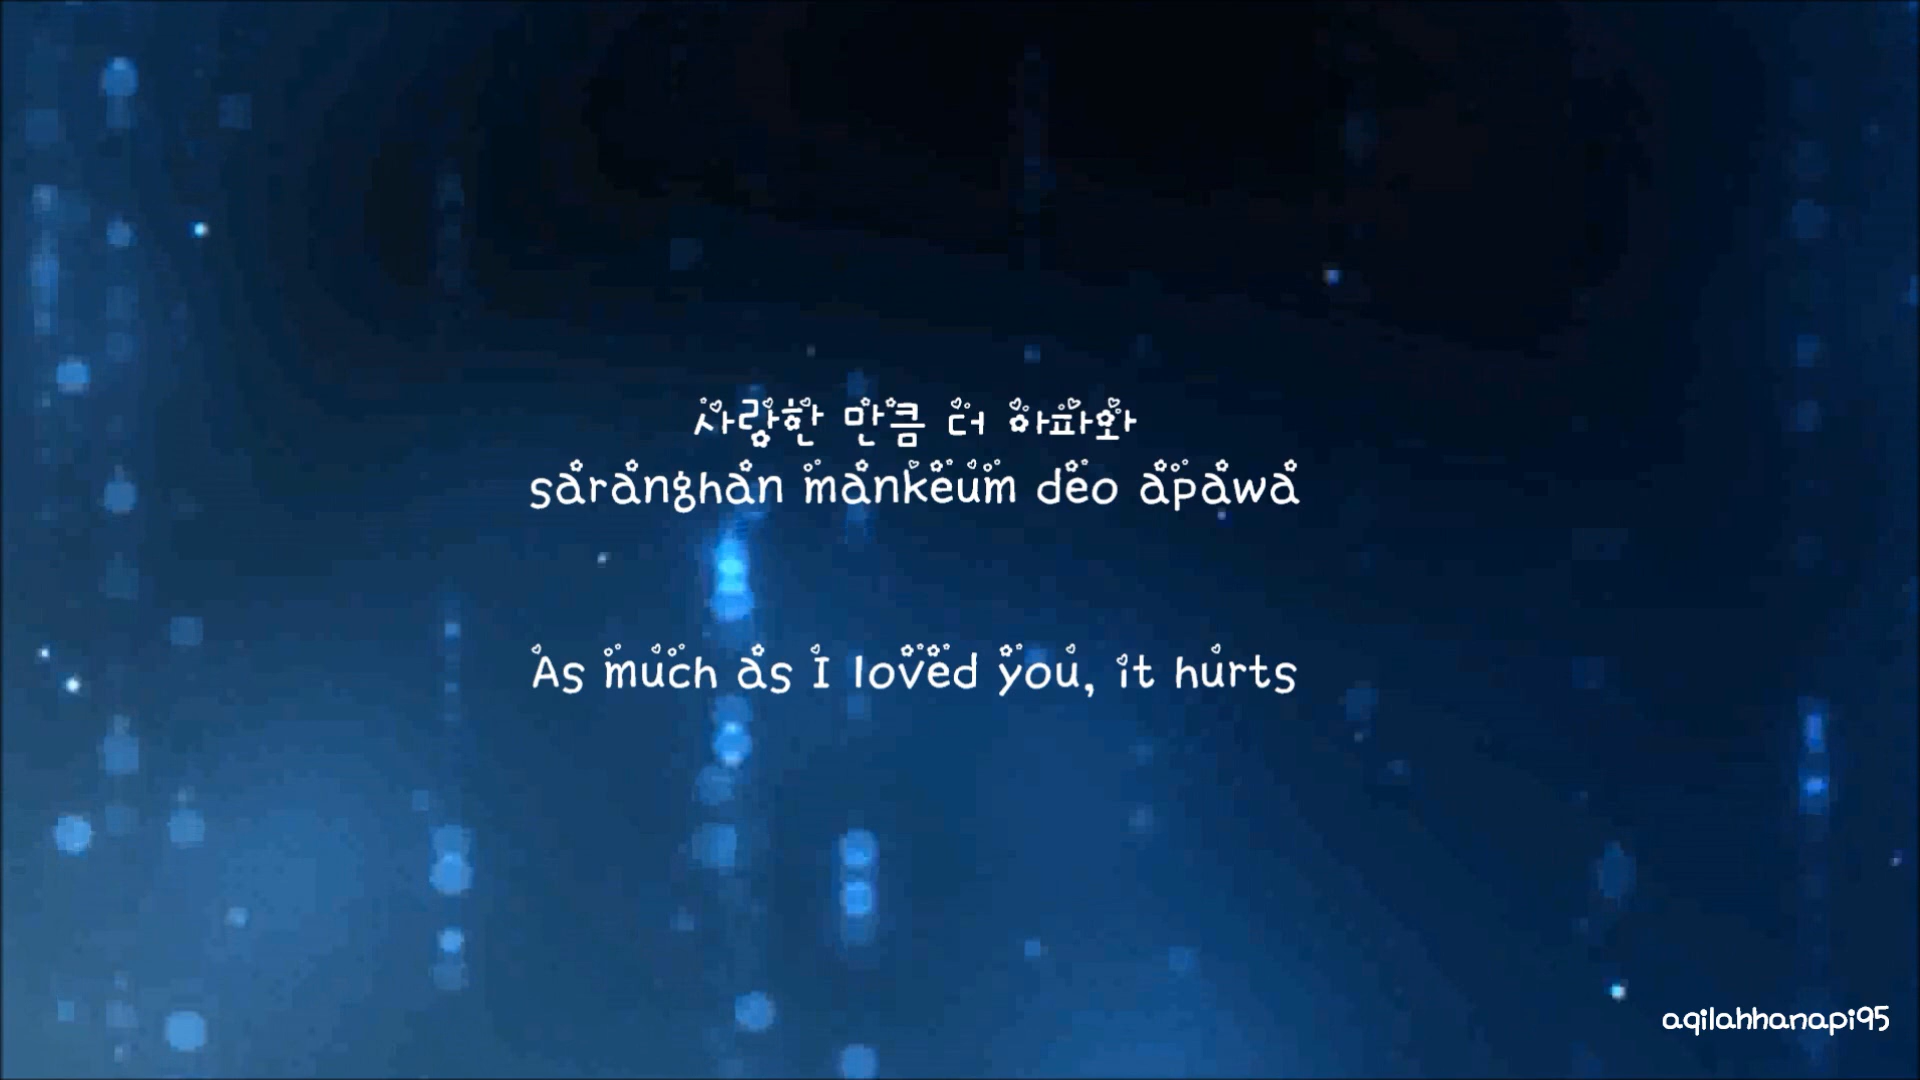 사랑한 만큼 더 아파와
saranghan mankeum deo apawa
As much as I loved you, it hurts
aqilahhanapi95